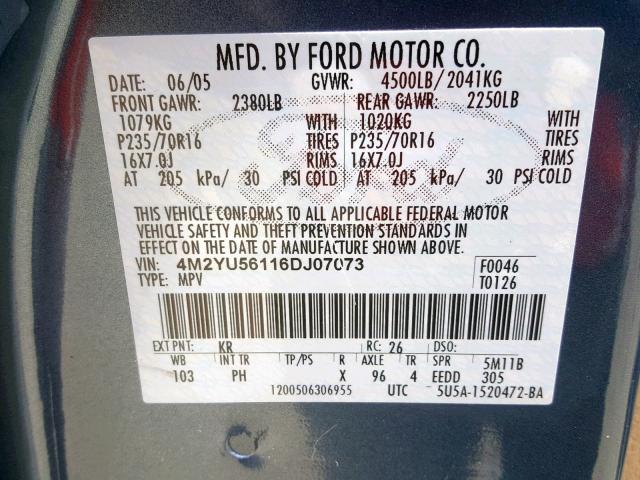 MFD. BY FORD MOTOR CO.
DATE: 06/05 GVWR: 4500LB/2041KG
FRONT GAWR: 2380LB REAR GAWR: 2250LB
1079KG WITH 1020KG WITH
P235/70R16 TIRES P235/70R16 TIRES
16X7.0J RIMS 16X7.0J RIMS
AT 205 kPa/ 30 PSI COLD AT 205 kPa/ 30 PSI COLD
Ford
THIS VEHICLE CONFORMS TO ALL APPLICABLE FEDERAL MOTOR
VEHICLE SAFETY AND THEFT PREVENTION STANDARDS IN
EFFECT ON THE DATE OF MANUFACTURE SHOWN ABOVE.
VIN: 4M2YU56116DJ07073 F0046
TYPE: MPV T0126
EXT PNT: KR RC: 26 DSO:
WB INT TR TP/PS R AXLE TR SPR 5M11B
103 PH X 96 4 EEDD 305
1200506306955 UTC 5U5A-1520472-BA